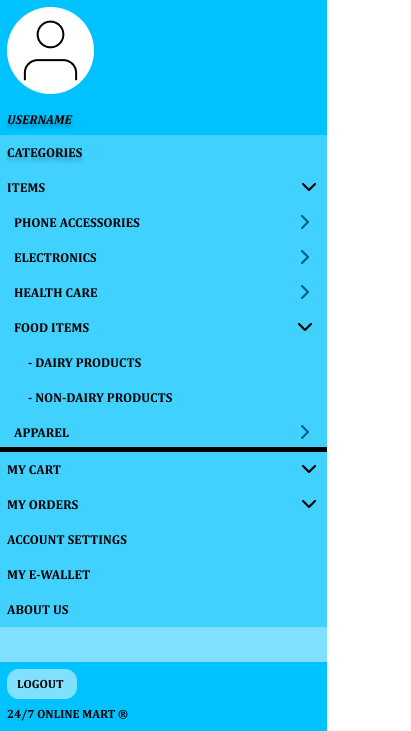 USERNAME
CATEGORIES
ITEMS
PHONE ACCESSORIES
ELECTRONICS
HEALTH CARE
FOOD ITEMS
- DAIRY PRODUCTS
- NON-DAIRY PRODUCTS
APPAREL
MY CART
MY ORDERS
ACCOUNT SETTINGS
MY E-WALLET
ABOUT US
LOGOUT
24/7 ONLINE MART ®